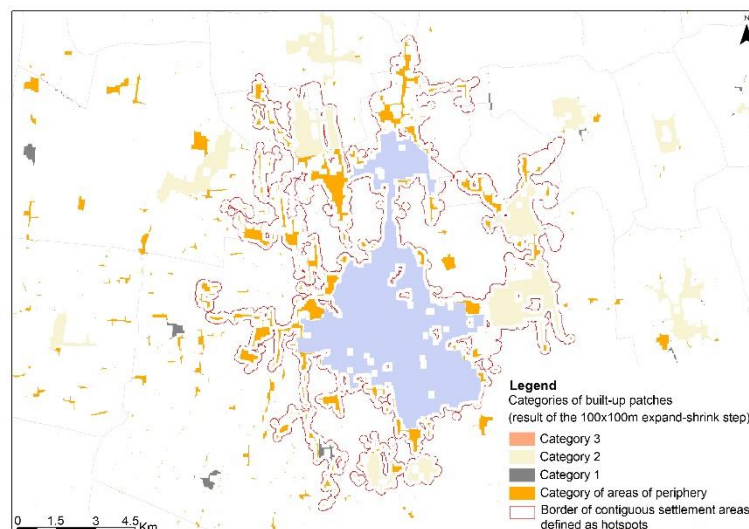 N
Legend
Categories of built-up patches
(result of the 100x100m expand-shrink step)
Category 3
Category 2
Category 1
Category of areas of periphery
Border of contiguous settlement areas
defined as hotspots
0 1.5 3 4.5
Km